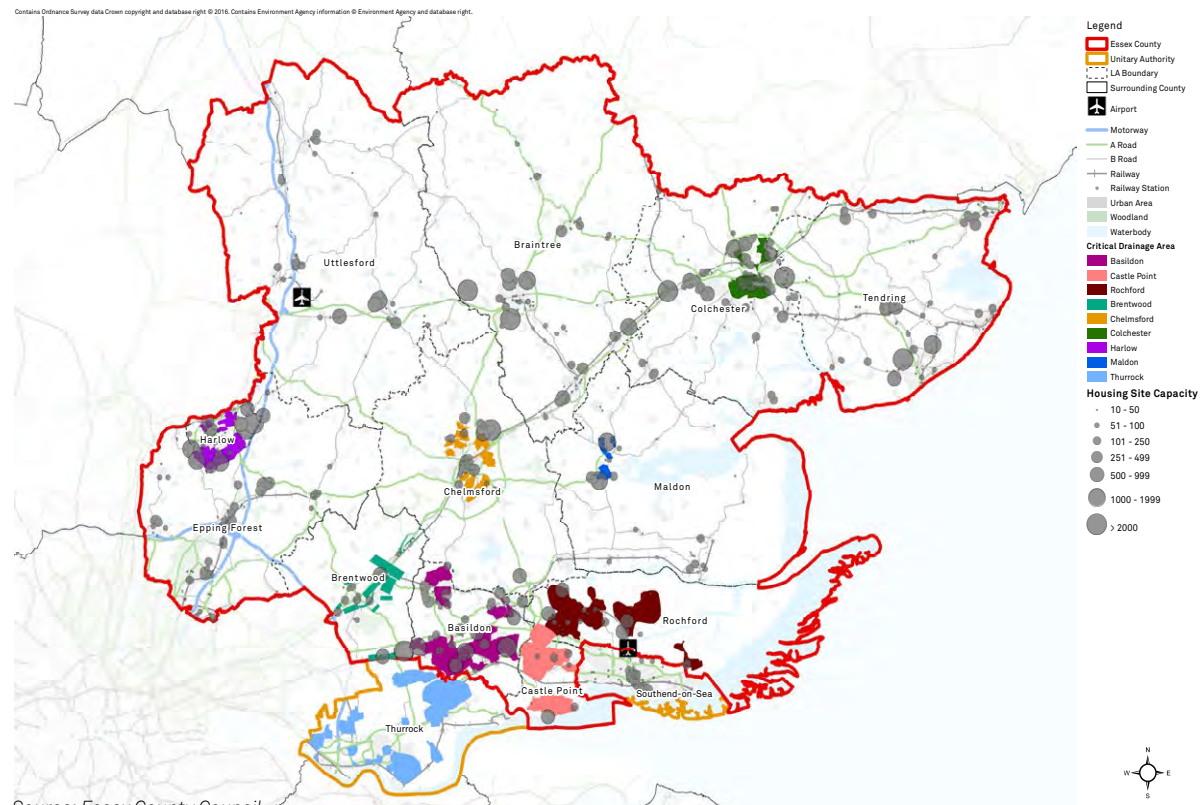 Contains Ordnance Survey data Crown copyright and database right © 2016. Contains Environment Agency information © Environment Agency and database right.
Legend
Essex County
Unitary Authority
LA Boundary
Surrounding County
Airport
Motorway
A Road
B Road
Railway
Railway Station
Urban Area
Woodland
Waterbody
Critical Drainage Area
Basildon
Castle Point
Rochford
Brentwood
Chelmsford
Colchester
Harlow
Maldon
Thurrock
Housing Site Capacity
10 - 50
51 - 100
101 - 250
251 - 499
500 - 999
1000 - 1999
> 2000
Braintree
Uttlesford
Tendring
Colchester
Harlow
Maldon
Chelmsford
Epping Forest
Brentwood
Rochford
Basildon
Castle Point
Southend-on-Sea
Thurrock
N
W
E
S
Source: Essex County Council